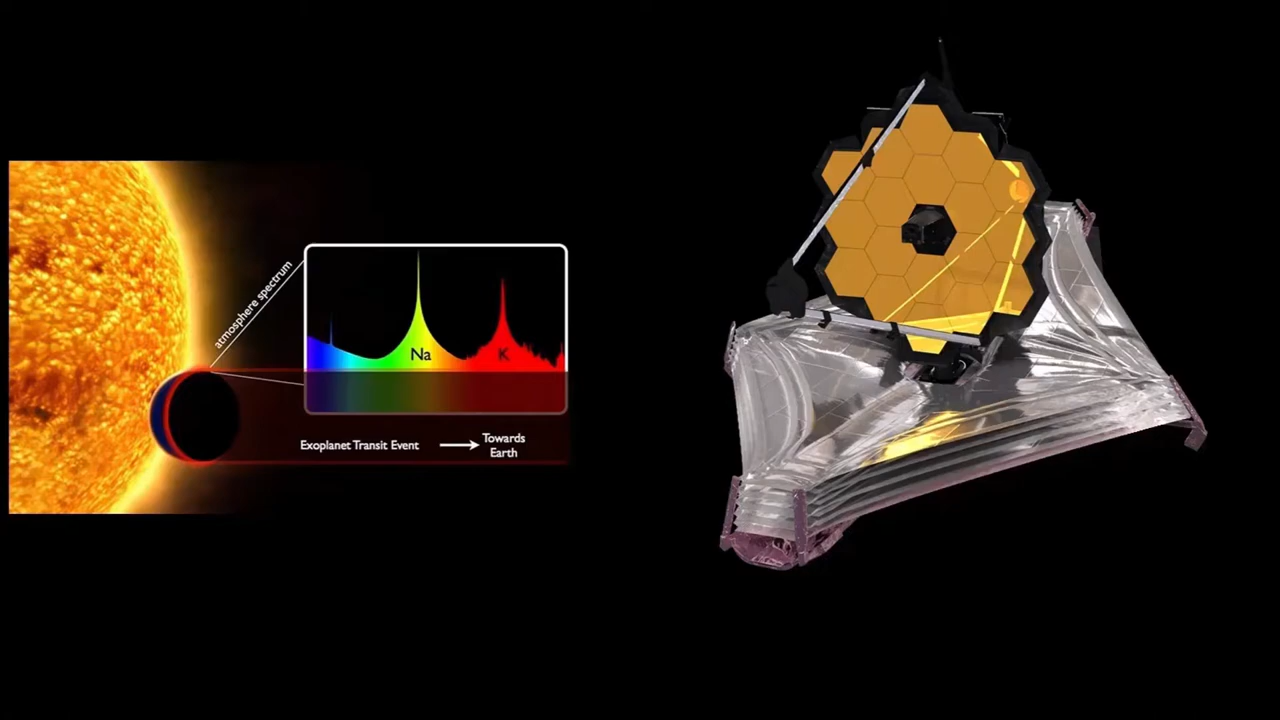 atmosphere spectrum
Na
K
Exoplanet Transit Event
Towards
Earth